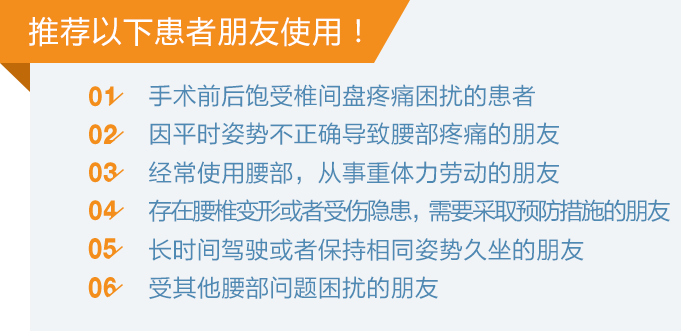 推荐以下患者朋友使用！
01 手术前后饱受椎间盘疼痛困扰的患者
02 因平时姿势不正确导致腰部疼痛的朋友
03 经常使用腰部，从事重体力劳动的朋友
04 存在腰椎变形或者受伤隐患，需要采取预防措施的朋友
05 长时间驾驶或者保持相同姿势久坐的朋友
06 受其他腰部问题困扰的朋友